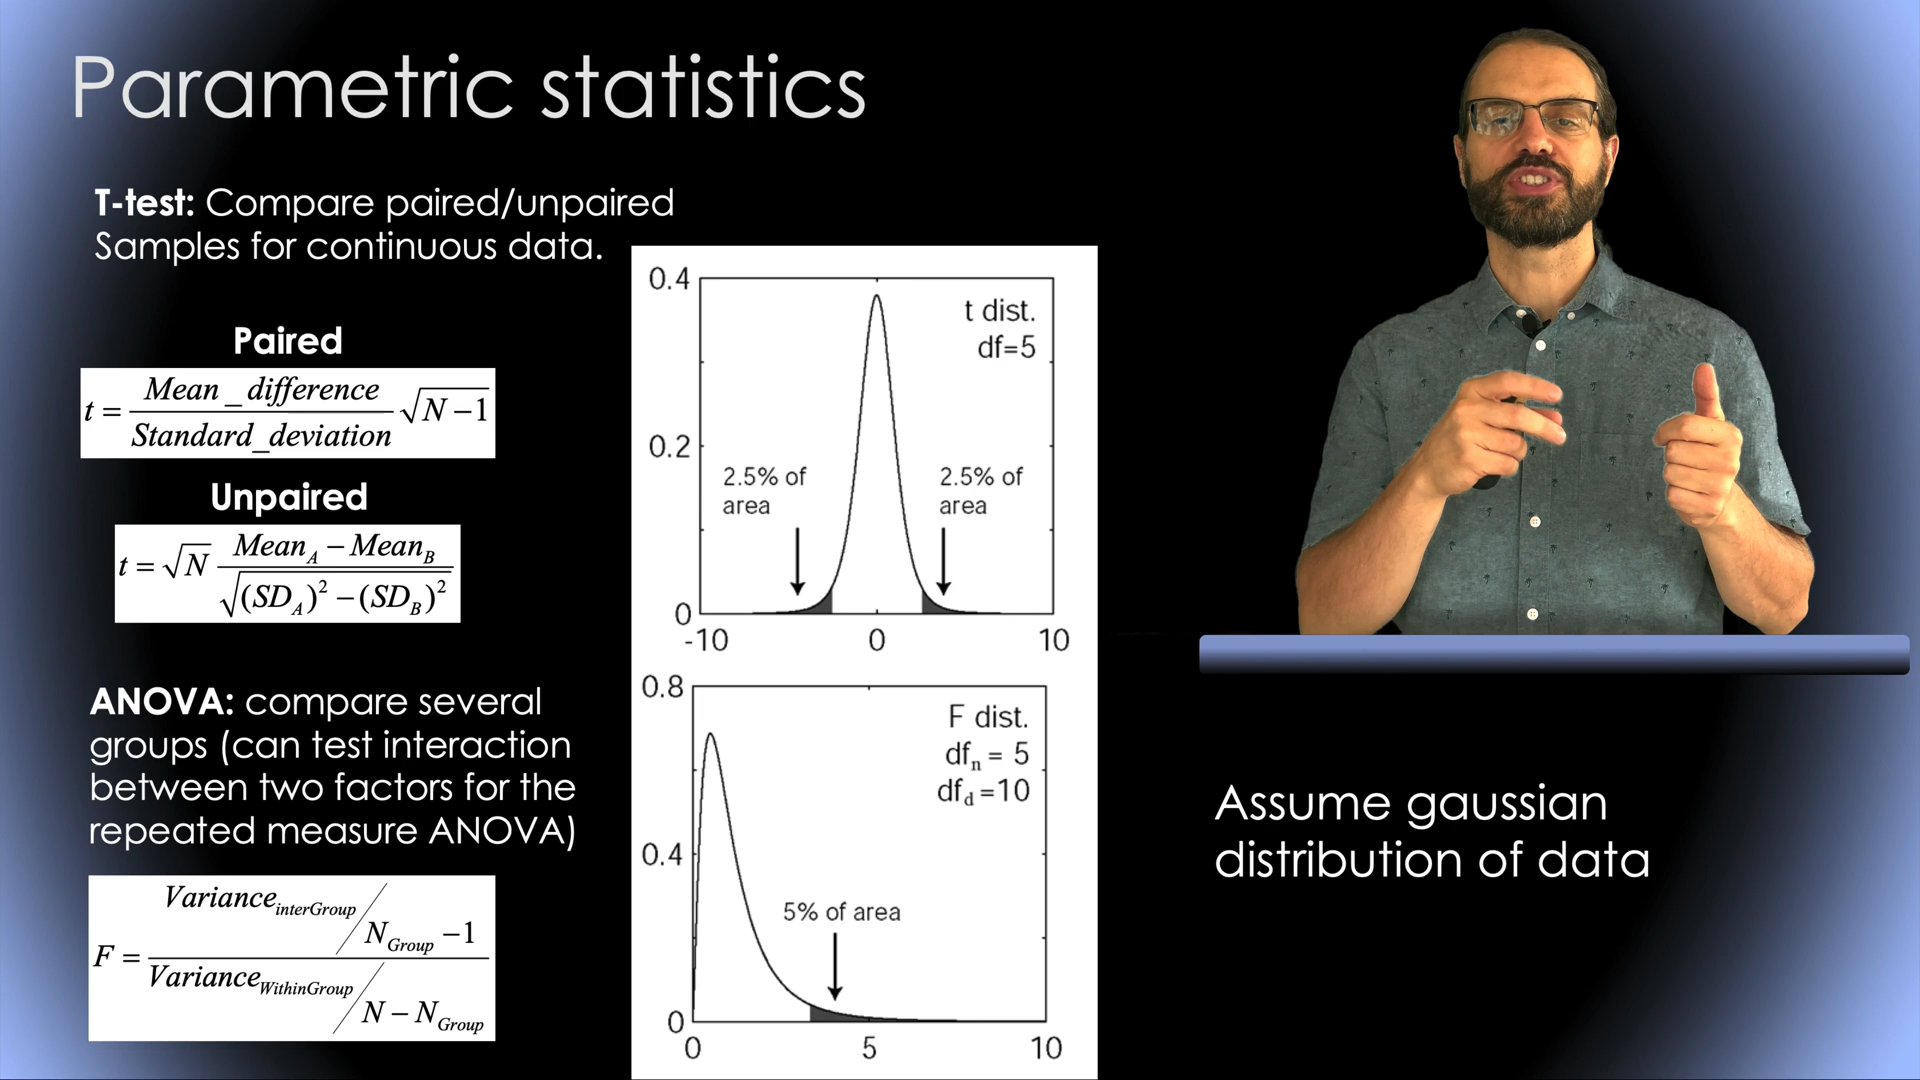 Parametric statistics
T-test: Compare paired/unpaired
Samples for continuous data.
Paired
t = Mean_difference / Standard_deviation √N−1
Unpaired
t = √N Mean_A − Mean_B / √(SD_A)² − (SD_B)²
ANOVA: compare several
groups (can test interaction
between two factors for the
repeated measure ANOVA)
F = Variance_interGroup / N_Group −1 / Variance_WithinGroup / N − N_Group
0.4
t dist.
df=5
0.2
2.5% of
area
2.5% of
area
0
-10 0 10
0.8
F dist.
df_n = 5
df_d =10
0.4
5% of area
0
0 5 10
Assume gaussian
distribution of data